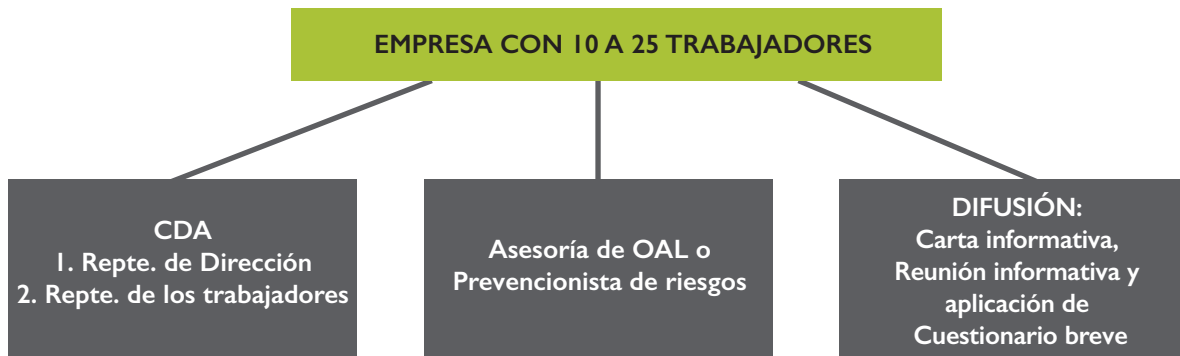 EMPRESA CON 10 A 25 TRABAJADORES
CDA
1. Repte. de Dirección
2. Repte. de los trabajadores
Asesoría de OAL o
Prevencionista de riesgos
DIFUSIÓN:
Carta informativa,
Reunión informativa y
aplicación de
Cuestionario breve